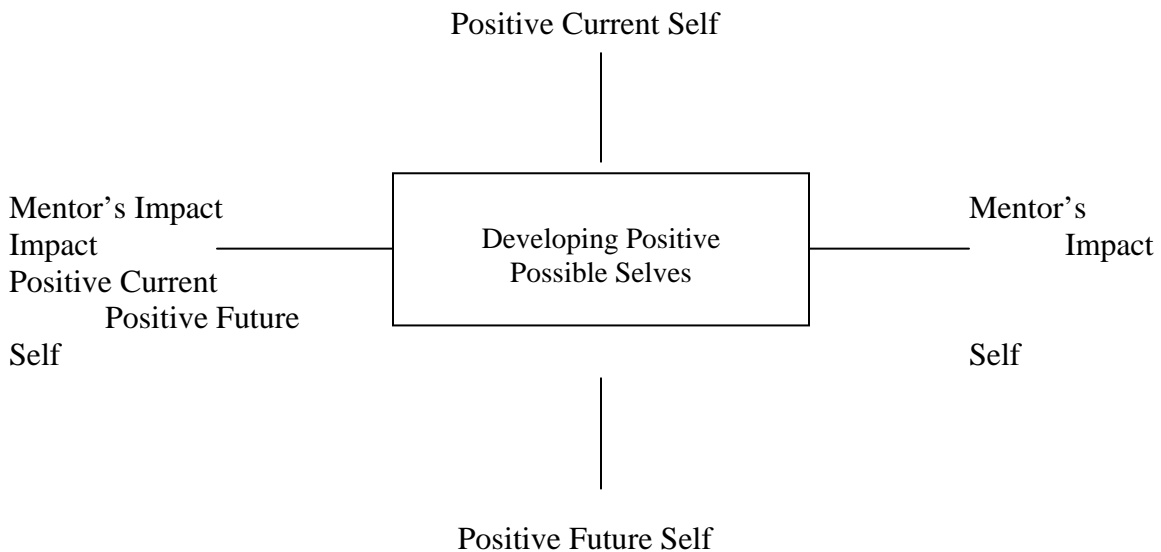 Positive Current Self
Mentor’s Impact
Impact
Positive Current
Positive Future
Self
Developing Positive
Possible Selves
Mentor’s
Impact
Self
Positive Future Self